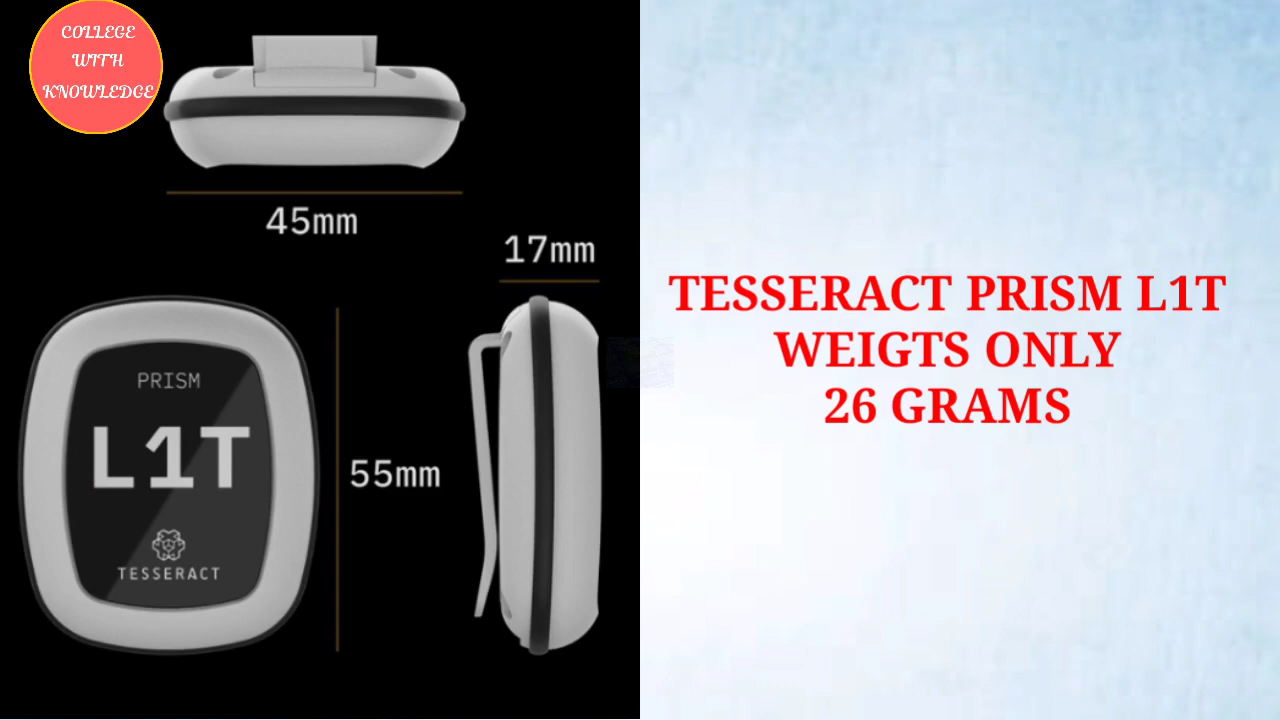 COLLEGE
WITH
KNOWLEDGE
45mm
17mm
PRISM
L1T
TESSERACT
55mm
TESSERACT PRISM L1T
WEIGTS ONLY
26 GRAMS